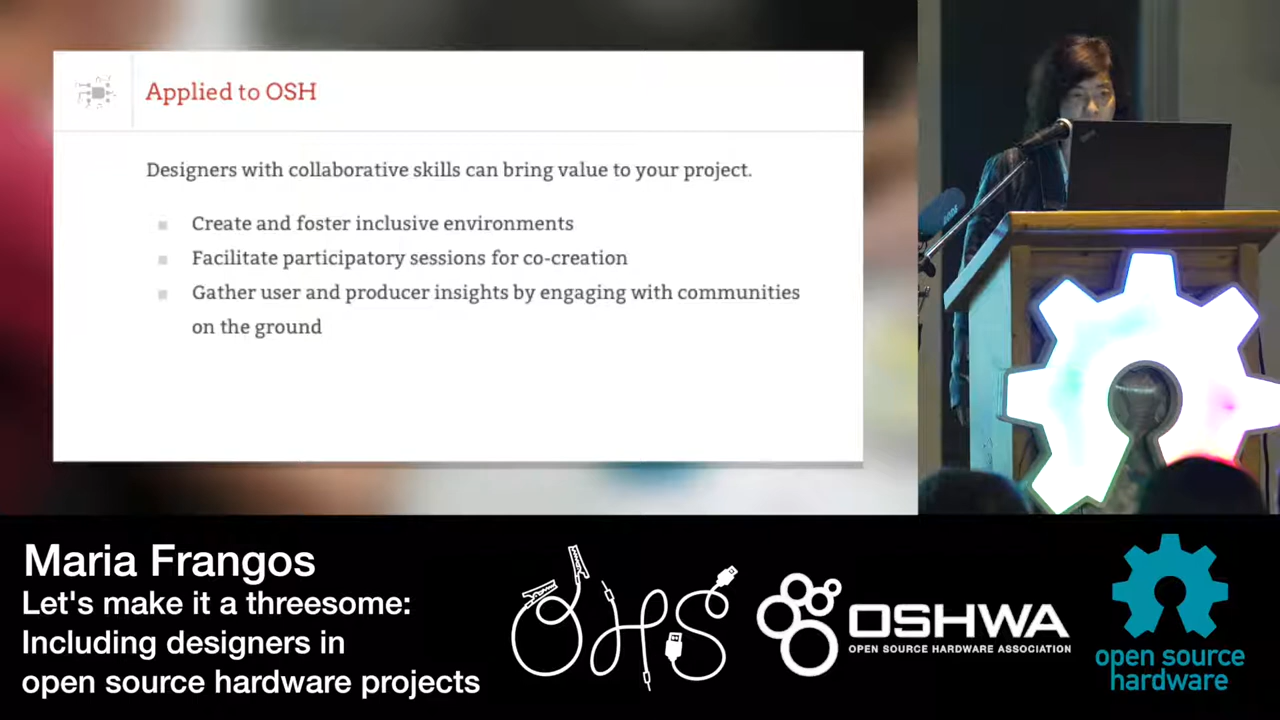 Applied to OSH
Designers with collaborative skills can bring value to your project.
Create and foster inclusive environments
Facilitate participatory sessions for co-creation
Gather user and producer insights by engaging with communities
on the ground
Maria Frangos
Let's make it a threesome:
Including designers in
open source hardware projects
OHS
OSHWA
OPEN SOURCE HARDWARE ASSOCIATION
open source
hardware